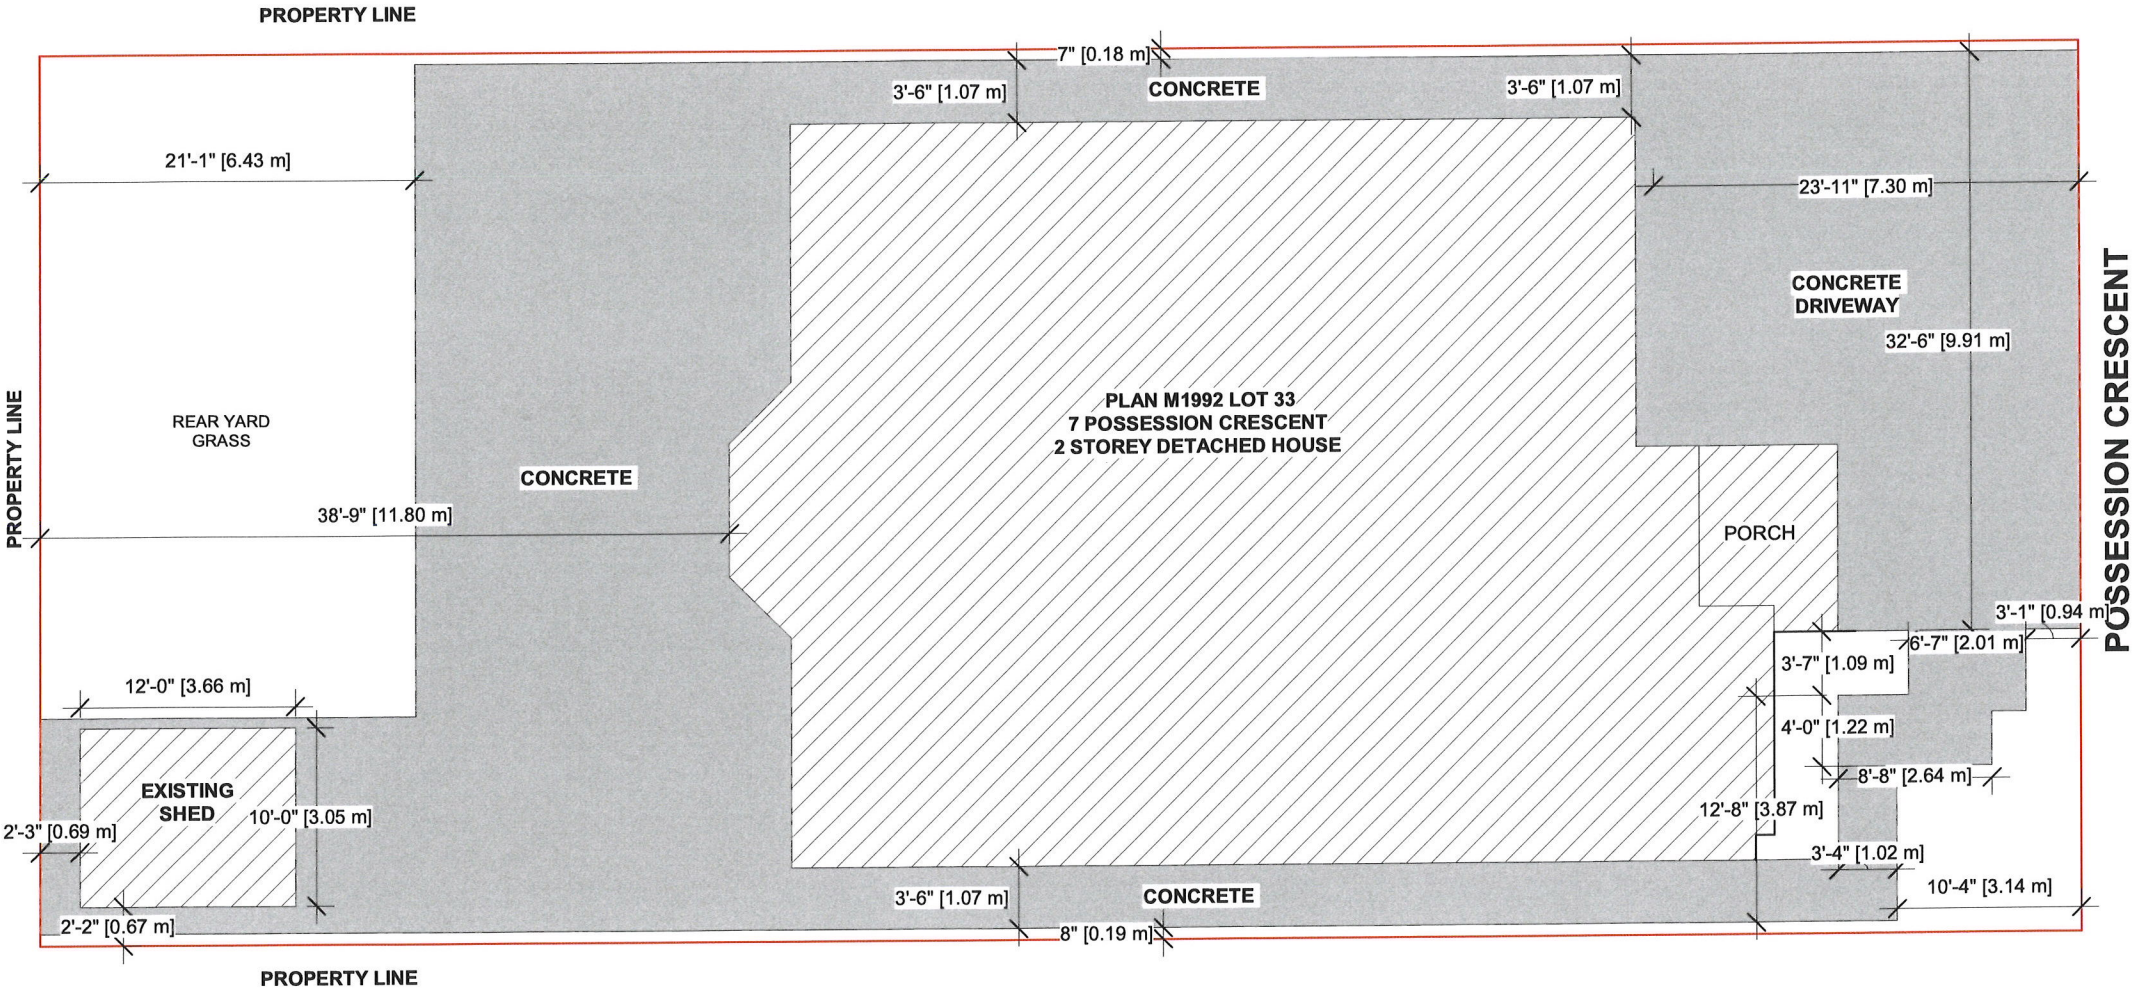 PROPERTY LINE
7" [0.18 m]
3'-6" [1.07 m]
CONCRETE
3'-6" [1.07 m]
21'-1" [6.43 m]
23'-11" [7.30 m]
CONCRETE
DRIVEWAY
32'-6" [9.91 m]
POSSESSION CRESCENT
PROPERTY LINE
REAR YARD
GRASS
PLAN M1992 LOT 33
7 POSSESSION CRESCENT
2 STOREY DETACHED HOUSE
CONCRETE
38'-9" [11.80 m]
PORCH
3'-1" [0.94 m]
6'-7" [2.01 m]
3'-7" [1.09 m]
12'-0" [3.66 m]
4'-0" [1.22 m]
8'-8" [2.64 m]
EXISTING
SHED
10'-0" [3.05 m]
12'-8" [3.87 m]
2'-3" [0.69 m]
3'-4" [1.02 m]
10'-4" [3.14 m]
3'-6" [1.07 m]
CONCRETE
2'-2" [0.67 m]
8" [0.19 m]
PROPERTY LINE